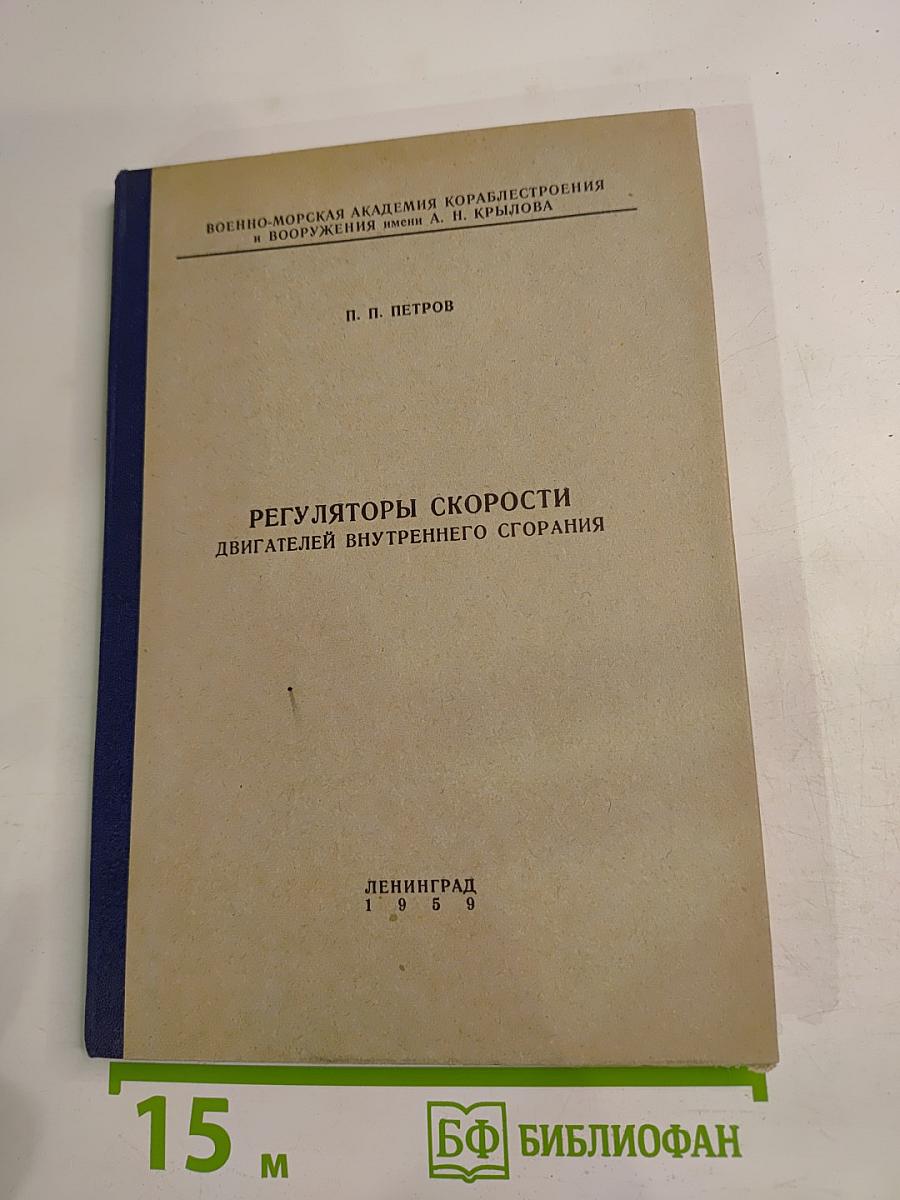 ВОЕННО-МОРСКАЯ АКАДЕМИЯ КОРАБЛЕСТРОЕНИЯ
и ВООРУЖЕНИЯ имени А. Н. КРЫЛОВА
П. П. ПЕТРОВ
РЕГУЛЯТОРЫ СКОРОСТИ
ДВИГАТЕЛЕЙ ВНУТРЕННЕГО СГОРАНИЯ
ЛЕНИНГРАД
1 9 5 9
15 м
БФ БИБЛИОФАН